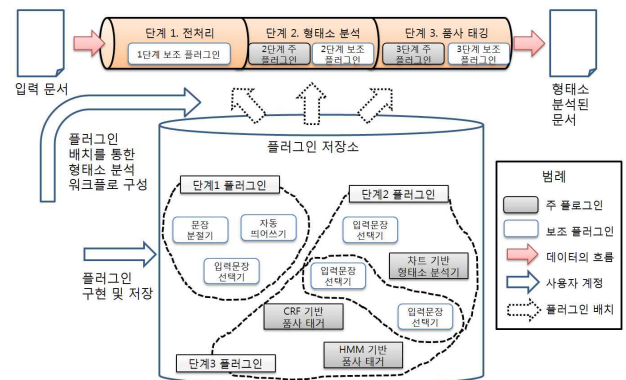 단계 1. 전처리
단계 2. 형태소 분석
단계 3. 품사 태깅
1단계 보조 플러그인
2단계 주
플러그인
2단계 보조
플러그인
3단계 주
플러그인
3단계 보조
플러그인
입력 문서
형태소
분석된
문서
플러그인
배치를 통한
형태소 분석
워크플로 구성
플러그인 저장소
단계1 플러그인
문장
분절기
자동
띄어쓰기
입력문장
선택기
단계2 플러그인
입력문장
선택기
차트 기반
형태소 분석기
입력문장
선택기
입력문장
선택기
CRF 기반
품사 태거
HMM 기반
품사 태거
단계3 플러그인
플러그인
구현 및 저장
범례
주 플로그인
보조 플러그인
데이터의 흐름
사용자 계정
플러그인 배치